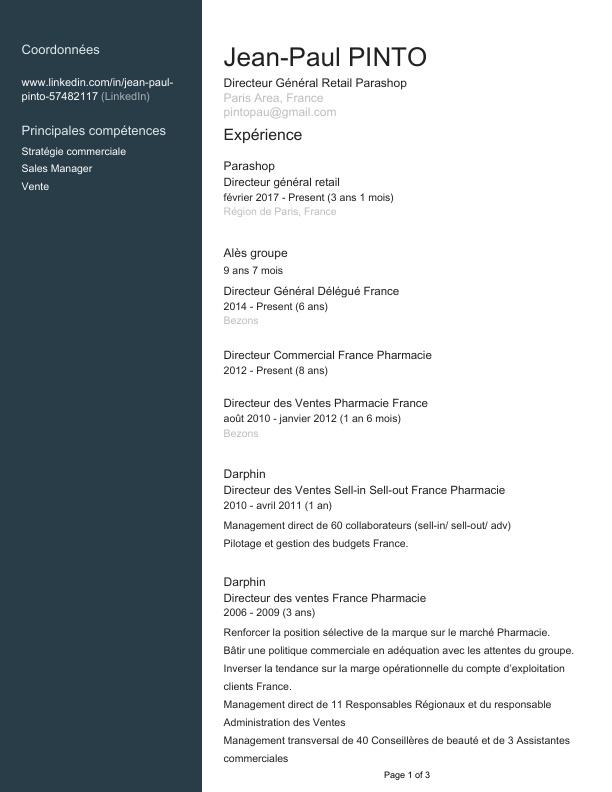 Coordonnées
www.linkedin.com/in/jean-paul-
pinto-57482117 (LinkedIn)
Principales compétences
Stratégie commerciale
Sales Manager
Vente
Jean-Paul PINTO
Directeur Général Retail Parashop
Paris Area, France
pintopau@gmail.com
Expérience
Parashop
Directeur général retail
février 2017 - Present (3 ans 1 mois)
Région de Paris, France
Alès groupe
9 ans 7 mois
Directeur Général Délégué France
2014 - Present (6 ans)
Bezons
Directeur Commercial France Pharmacie
2012 - Present (8 ans)
Directeur des Ventes Pharmacie France
août 2010 - janvier 2012 (1 an 6 mois)
Bezons
Darphin
Directeur des Ventes Sell-in Sell-out France Pharmacie
2010 - avril 2011 (1 an)
Management direct de 60 collaborateurs (sell-in/ sell-out/ adv)
Pilotage et gestion des budgets France.
Darphin
Directeur des ventes France Pharmacie
2006 - 2009 (3 ans)
Renforcer la position sélective de la marque sur le marché Pharmacie.
Bâtir une politique commerciale en adéquation avec les attentes du groupe.
Inverser la tendance sur la marge opérationnelle du compte d'exploitation
clients France.
Management direct de 11 Responsables Régionaux et du responsable
Administration des Ventes
Management transversal de 40 Conseillères de beauté et de 3 Assistantes
commerciales
Page 1 of 3